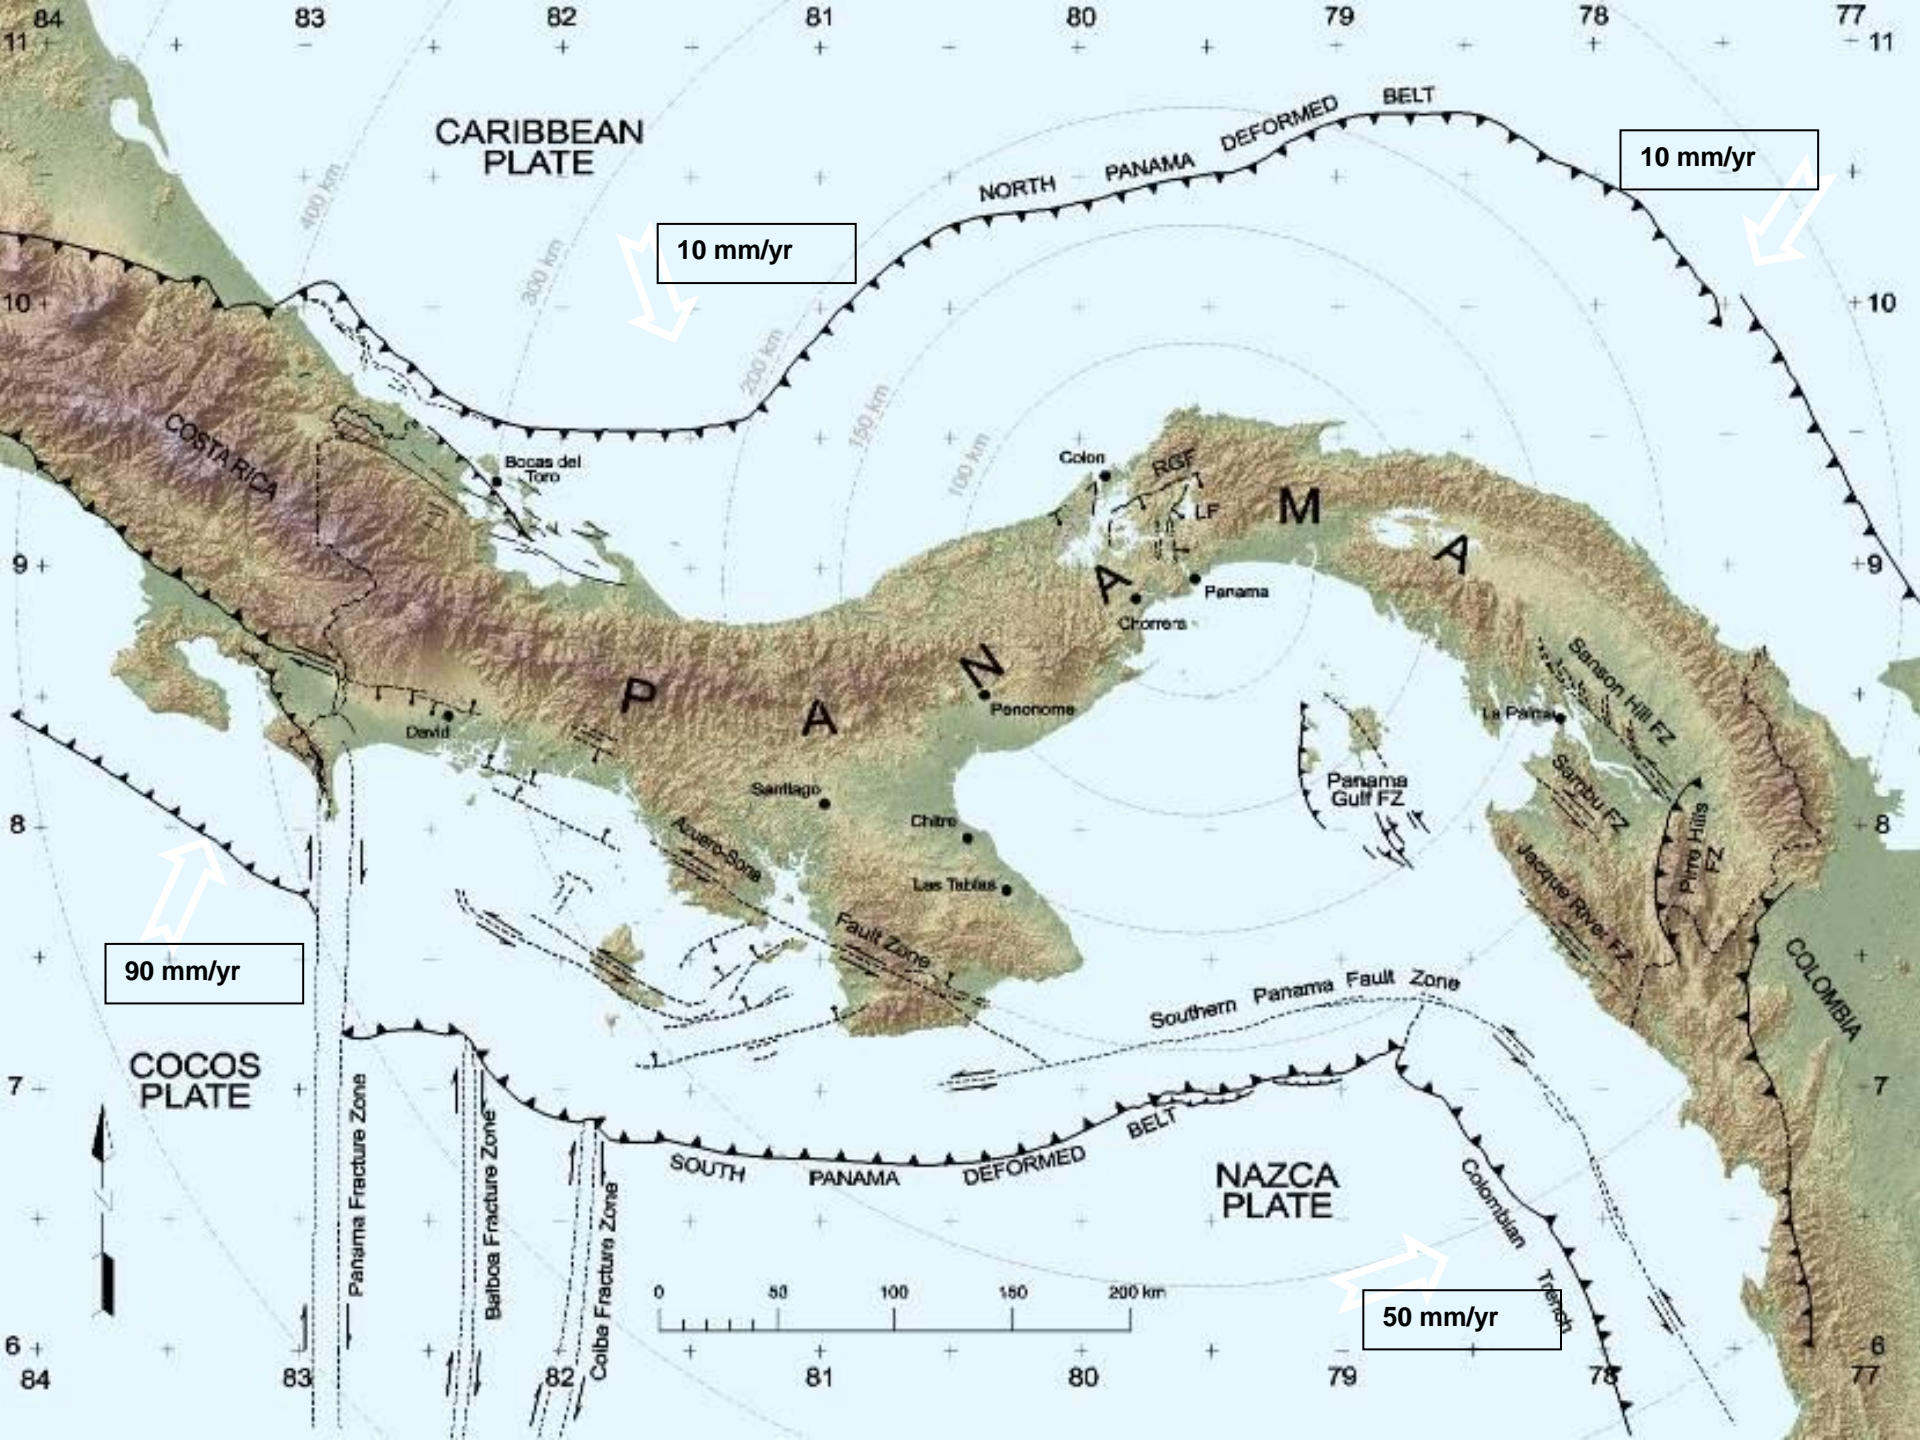 84
83
82
81
80
79
78
77
11
11
CARIBBEAN
PLATE
NORTH PANAMA DEFORMED BELT
10 mm/yr
10 mm/yr
400 km
300 km
200 km
150 km
100 km
10
10
COSTA RICA
Bocas del
Toro
Colon
RGF
LF
PANAMA
9
9
Panama
Chorrera
Penonome
David
Santiago
Chitre
Las Tablas
La Palma
Sanson Hill FZ
Sambu FZ
Pirre Hills
FZ
Jacque River FZ
Panama
Gulf FZ
8
8
Azuero-Sona
Fault Zone
90 mm/yr
Southern Panama Fault Zone
COLOMBIA
COCOS
PLATE
7
7
Panama Fracture Zone
Balboa Fracture Zone
Coiba Fracture Zone
SOUTH PANAMA DEFORMED BELT
NAZCA
PLATE
Colombian Trench
50 mm/yr
0 50 100 150 200 km
6
6
84
83
82
81
80
79
78
77